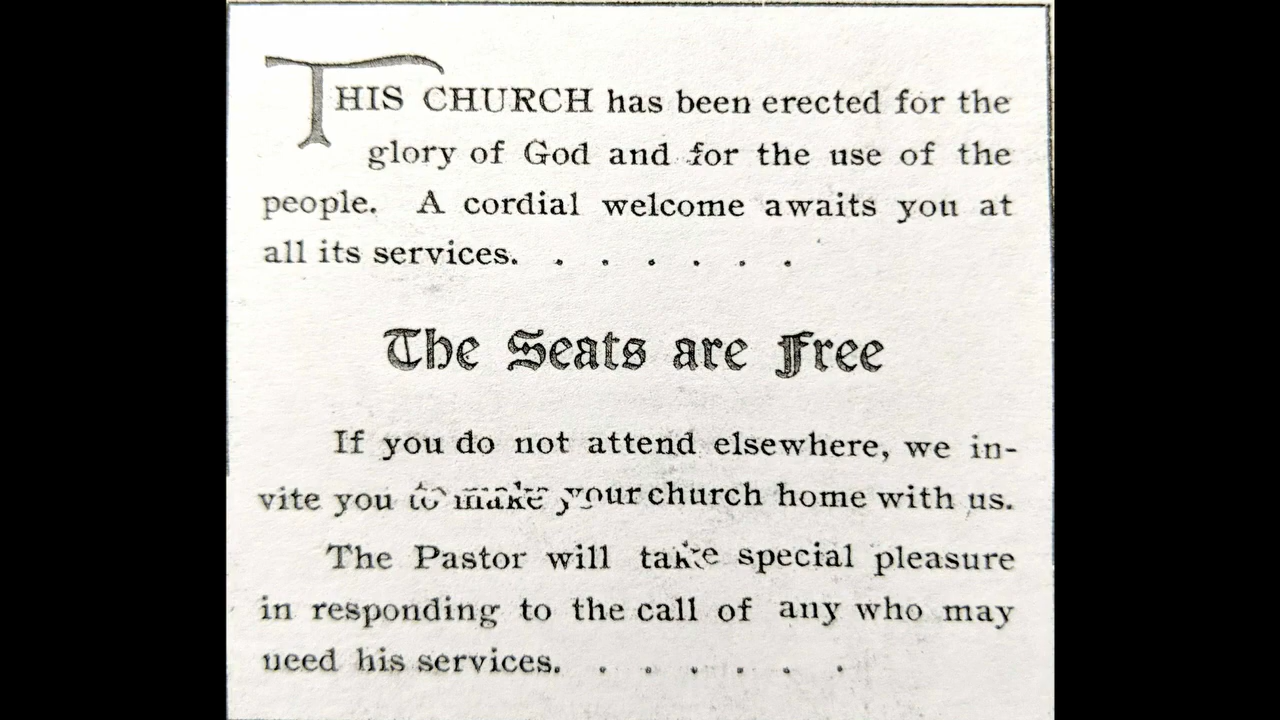 THIS CHURCH has been erected for the
glory of God and for the use of the
people. A cordial welcome awaits you at
all its services. . . . . . .
The Seats are Free
If you do not attend elsewhere, we in-
vite you to make your church home with us.
The Pastor will take special pleasure
in responding to the call of any who may
need his services. . . . . . .